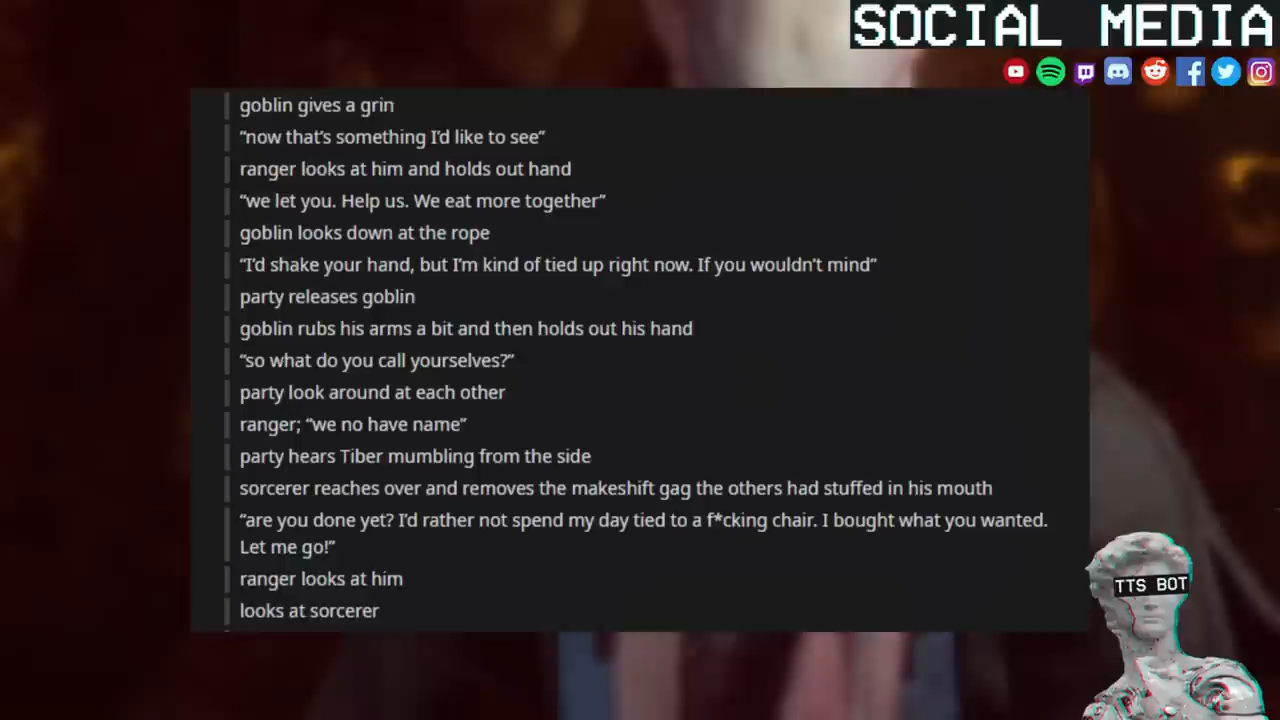 SOCIAL MEDIA
goblin gives a grin
“now that’s something I’d like to see”
ranger looks at him and holds out hand
“we let you. Help us. We eat more together”
goblin looks down at the rope
“I’d shake your hand, but I’m kind of tied up right now. If you wouldn’t mind”
party releases goblin
goblin rubs his arms a bit and then holds out his hand
“so what do you call yourselves?”
party look around at each other
ranger; “we no have name”
party hears Tiber mumbling from the side
sorcerer reaches over and removes the makeshift gag the others had stuffed in his mouth
“are you done yet? I’d rather not spend my day tied to a f*cking chair. I bought what you wanted.
Let me go!”
ranger looks at him
looks at sorcerer
TTS BOT